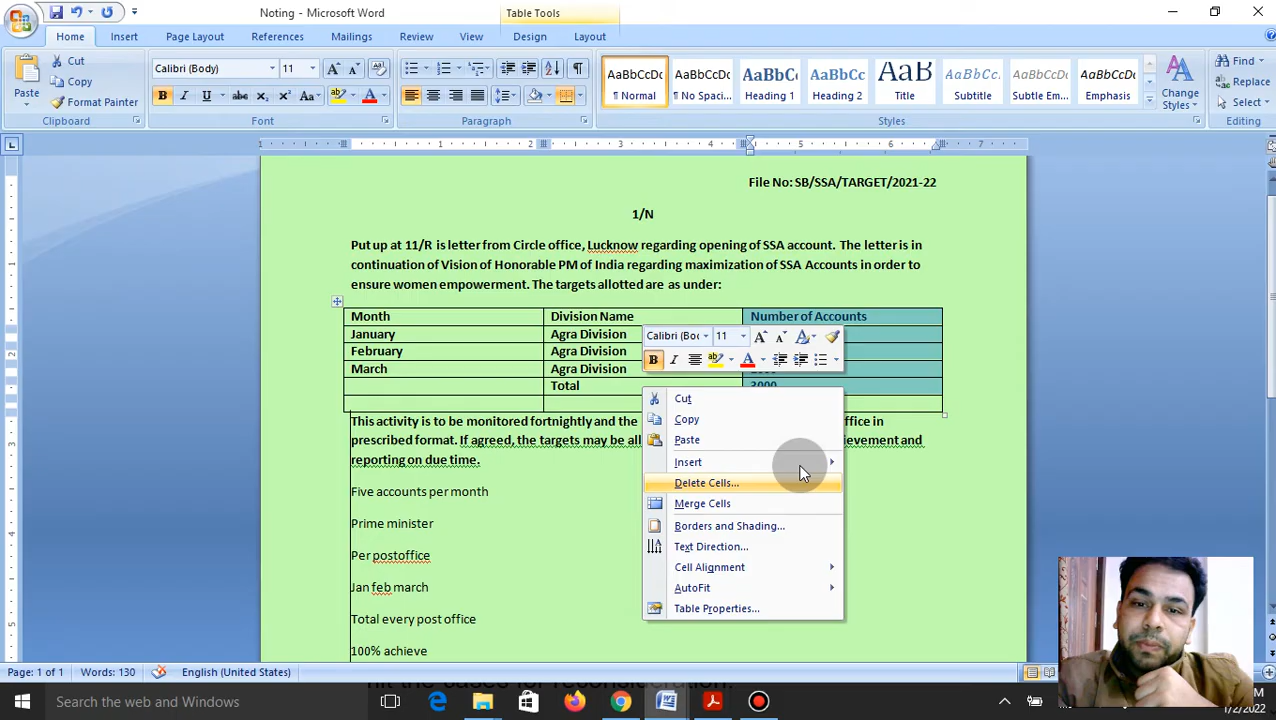 Noting - Microsoft Word
Table Tools
Home
Insert
Page Layout
References
Mailings
Review
View
Design
Layout
Paste
Cut
Copy
Format Painter
Clipboard
Calibri (Body)
11
Font
Paragraph
AaBbCcDc
¶ Normal
AaBbCcDc
¶ No Spaci...
AaBbCc
Heading 1
AaBbCc
Heading 2
AaB
Title
AaBbCc.
Subtitle
AaBbCcDc
Subtle Em...
AaBbCcDc
Emphasis
Change
Styles
Styles
Find
Replace
Select
Editing
File No: SB/SSA/TARGET/2021-22
1/N
Put up at 11/R is letter from Circle office, Lucknow regarding opening of SSA account. The letter is in
continuation of Vision of Honorable PM of India regarding maximization of SSA Accounts in order to
ensure women empowerment. The targets allotted are as under:
Month Division Name Number of Accounts
January Agra Division
February Agra Division
March Agra Division
Total 3000
This activity is to be monitored fortnightly and the
ffice in
prescribed format. If agreed, the targets may be all
ievement and
reporting on due time.
Five accounts per month
Prime minister
Per postoffice
Jan feb march
Total every post office
100% achieve
Calibri (Boc
11
Cut
Copy
Paste
Insert
Delete Cells...
Merge Cells
Borders and Shading...
Text Direction...
Cell Alignment
AutoFit
Table Properties...
Page: 1 of 1
Words: 130
English (United States)
Search the web and Windows
1/2/2022